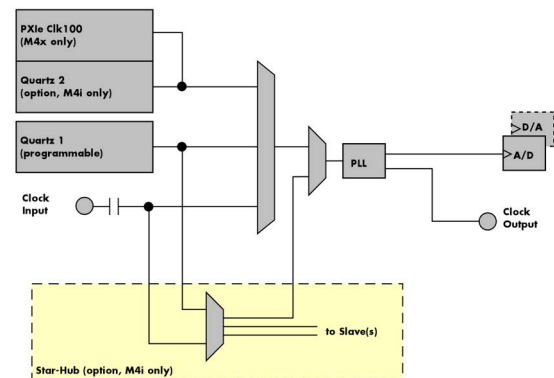 PXIe Clk100
(M4x only)
Quartz 2
(option, M4i only)
Quartz 1
(programmable)
Clock
Input
PLL
D/A
A/D
Clock
Output
to Slave(s)
Star-Hub (option, M4i only)